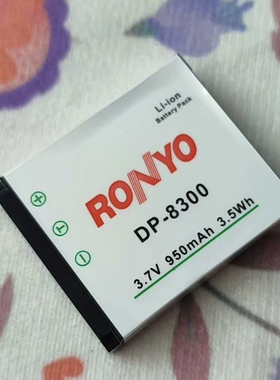 Li-ion
Battery Pack
RONYO
DP-8300
3.7V 950mAh 3.5Wh